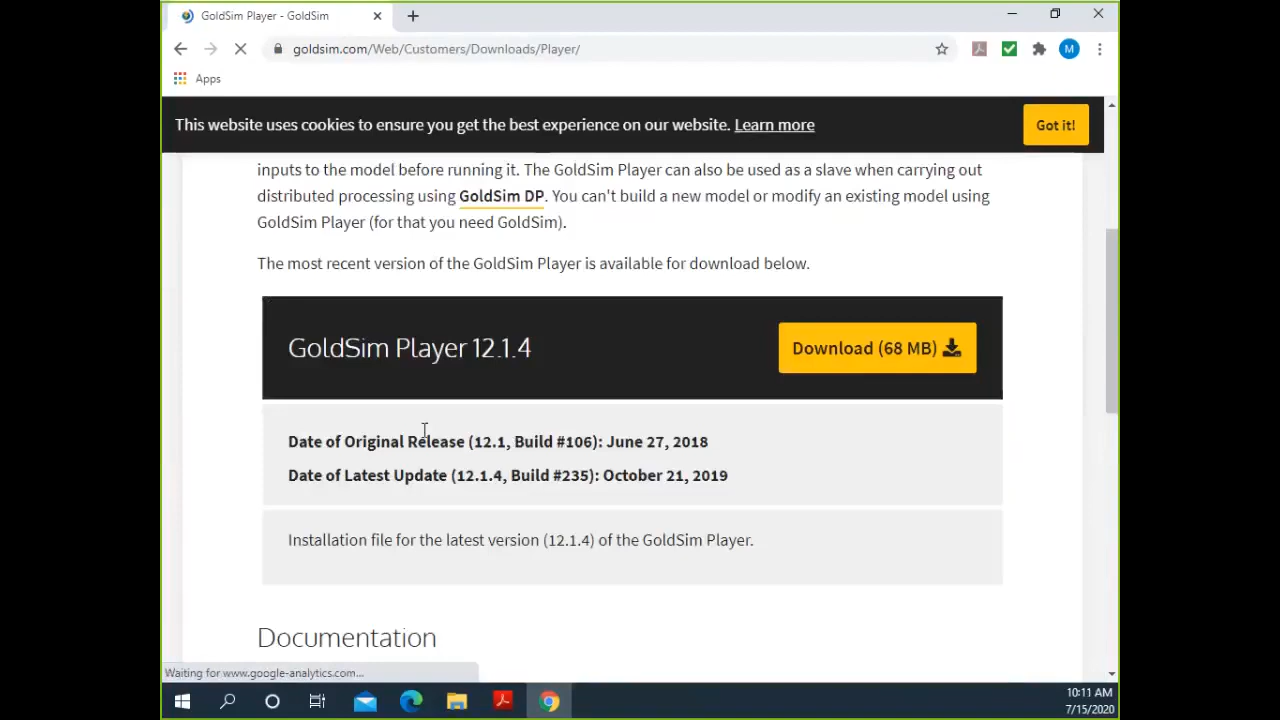 GoldSim Player - GoldSim
goldsim.com/Web/Customers/Downloads/Player/
M
Apps
This website uses cookies to ensure you get the best experience on our website. Learn more
Got it!
inputs to the model before running it. The GoldSim Player can also be used as a slave when carrying out
distributed processing using GoldSim DP. You can't build a new model or modify an existing model using
GoldSim Player (for that you need GoldSim).
The most recent version of the GoldSim Player is available for download below.
GoldSim Player 12.1.4
Download (68 MB)
Date of Original Release (12.1, Build #106): June 27, 2018
Date of Latest Update (12.1.4, Build #235): October 21, 2019
Installation file for the latest version (12.1.4) of the GoldSim Player.
Documentation
Waiting for www.google-analytics.com...
10:11 AM
7/15/2020